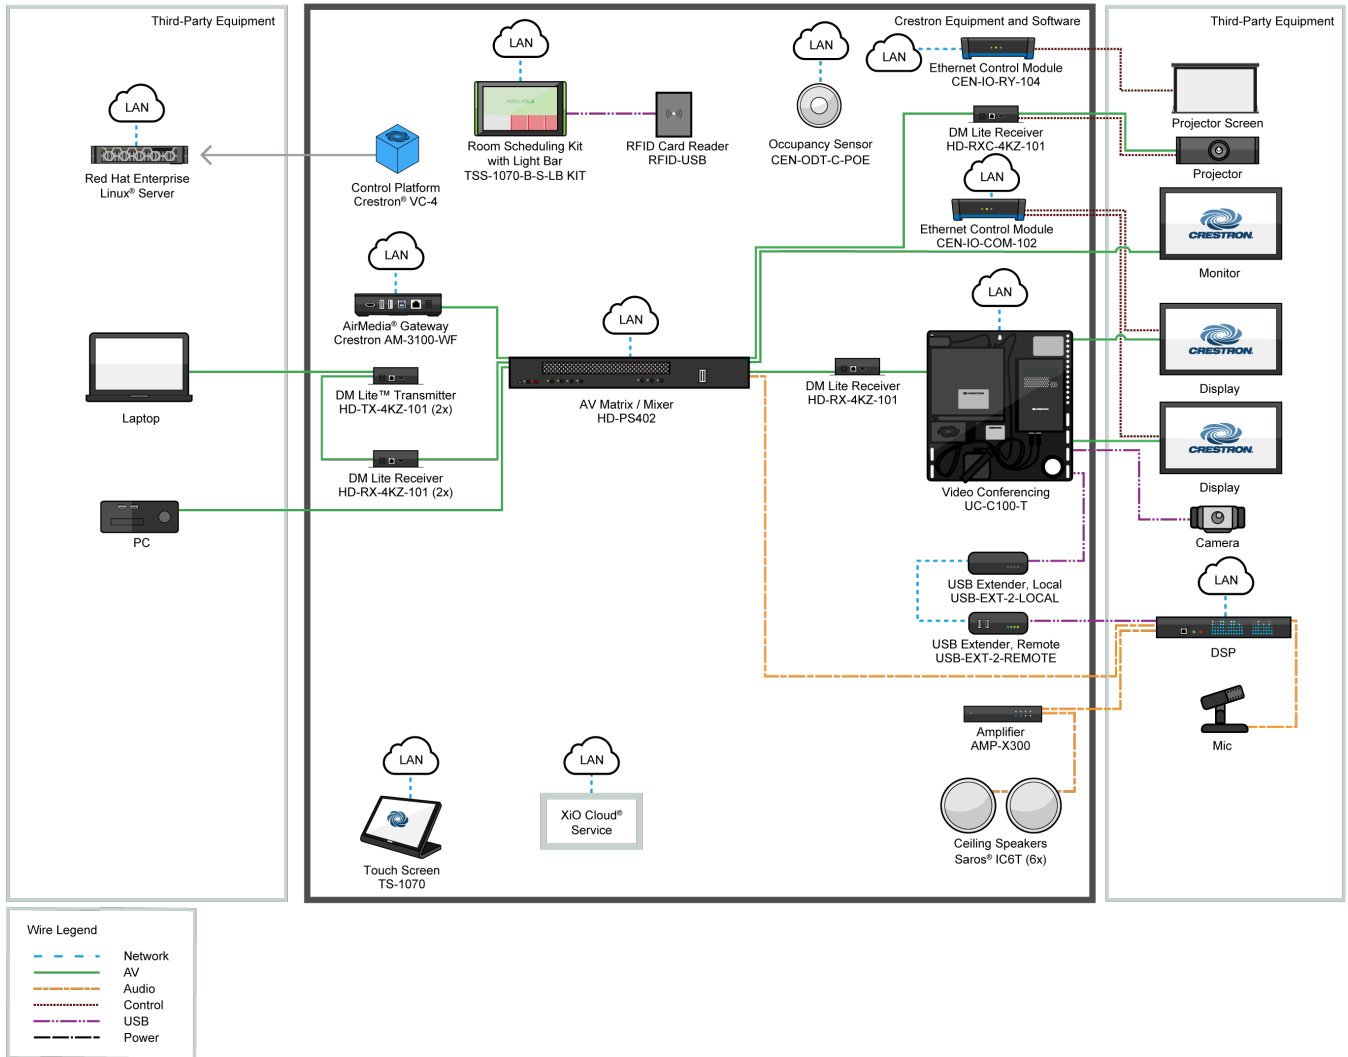 Third-Party Equipment
Crestron Equipment and Software
Third-Party Equipment
LAN
Red Hat Enterprise
Linux® Server
Control Platform
Crestron® VC-4
LAN
AVAILABLE
Room Scheduling Kit
with Light Bar
TSS-1070-B-S-LB KIT
RFID Card Reader
RFID-USB
LAN
Occupancy Sensor
CEN-ODT-C-POE
LAN
Ethernet Control Module
CEN-IO-RY-104
DM Lite Receiver
HD-RXC-4KZ-101
LAN
Ethernet Control Module
CEN-IO-COM-102
Projector Screen
Projector
CRESTRON
Monitor
CRESTRON
Display
CRESTRON
Display
Camera
LAN
AirMedia® Gateway
Crestron AM-3100-WF
Laptop
DM Lite™ Transmitter
HD-TX-4KZ-101 (2x)
DM Lite Receiver
HD-RX-4KZ-101 (2x)
PC
LAN
AV Matrix / Mixer
HD-PS402
DM Lite Receiver
HD-RX-4KZ-101
LAN
Video Conferencing
UC-C100-T
USB Extender, Local
USB-EXT-2-LOCAL
USB Extender, Remote
USB-EXT-2-REMOTE
LAN
DSP
Mic
Amplifier
AMP-X300
Ceiling Speakers
Saros® IC6T (6x)
LAN
Touch Screen
TS-1070
LAN
XiO Cloud®
Service
Wire Legend
Network
AV
Audio
Control
USB
Power